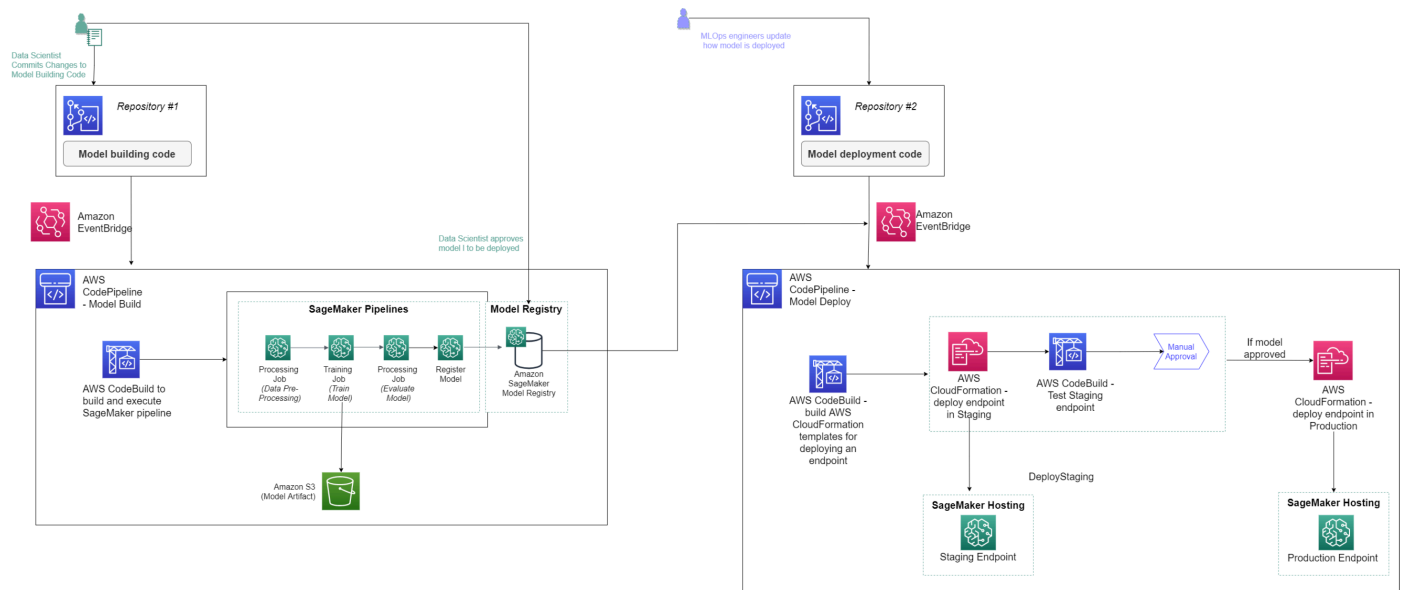 Data Scientist
Commits Changes to
Model Building Code
MLOps engineers update
how model is deployed
Repository #1
Model building code
Repository #2
Model deployment code
Amazon
EventBridge
Amazon
EventBridge
Data Scientist approves
model I to be deployed
AWS
CodePipeline
- Model Build
SageMaker Pipelines
Model Registry
Processing
Job
(Data Pre-
Processing)
Training
Job
(Train
Model)
Processing
Job
(Evaluate
Model)
Register
Model
Amazon
SageMaker
Model Registry
AWS CodeBuild to
build and execute
SageMaker pipeline
Amazon S3
(Model Artifact)
AWS
CodePipeline -
Model Deploy
AWS CodeBuild -
build AWS
CloudFormation
templates for
deploying an
endpoint
AWS
CloudFormation -
deploy endpoint
in Staging
AWS CodeBuild -
Test Staging
endpoint
Manual
Approval
If model
approved
AWS
CloudFormation -
deploy endpoint in
Production
DeployStaging
SageMaker Hosting
Staging Endpoint
SageMaker Hosting
Production Endpoint